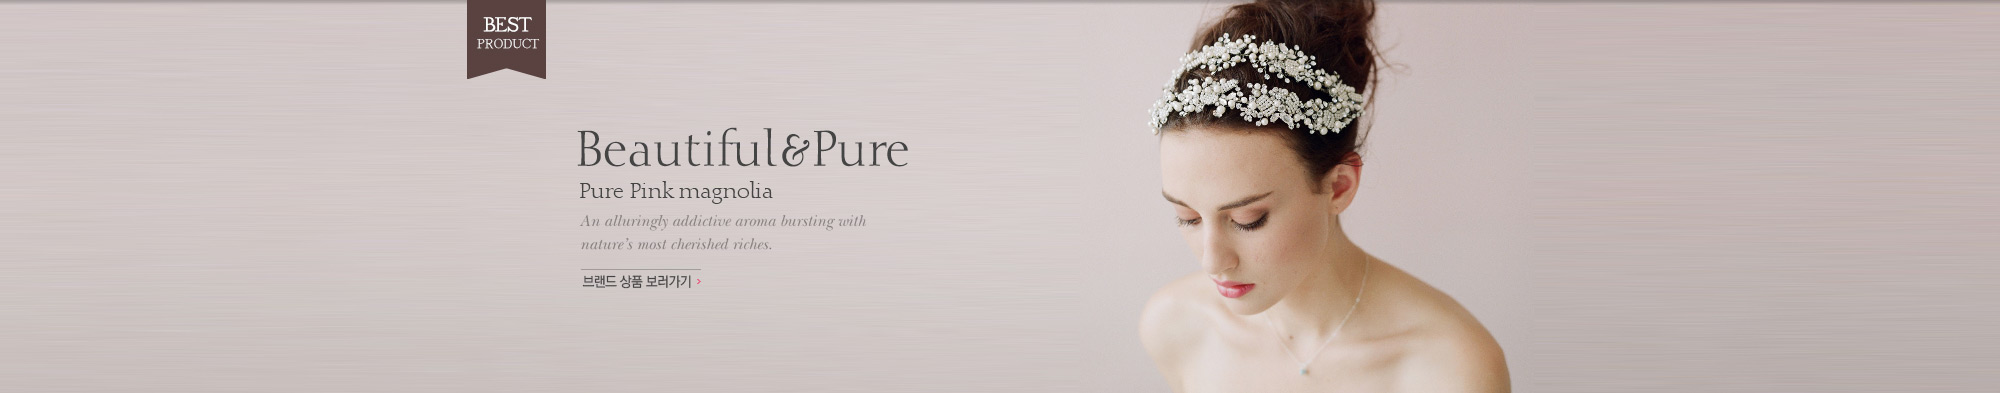 BEST
PRODUCT
Beautiful&Pure
Pure Pink magnolia
An alluringly addictive aroma bursting with
nature's most cherished riches.
브랜드 상품 보러가기 >